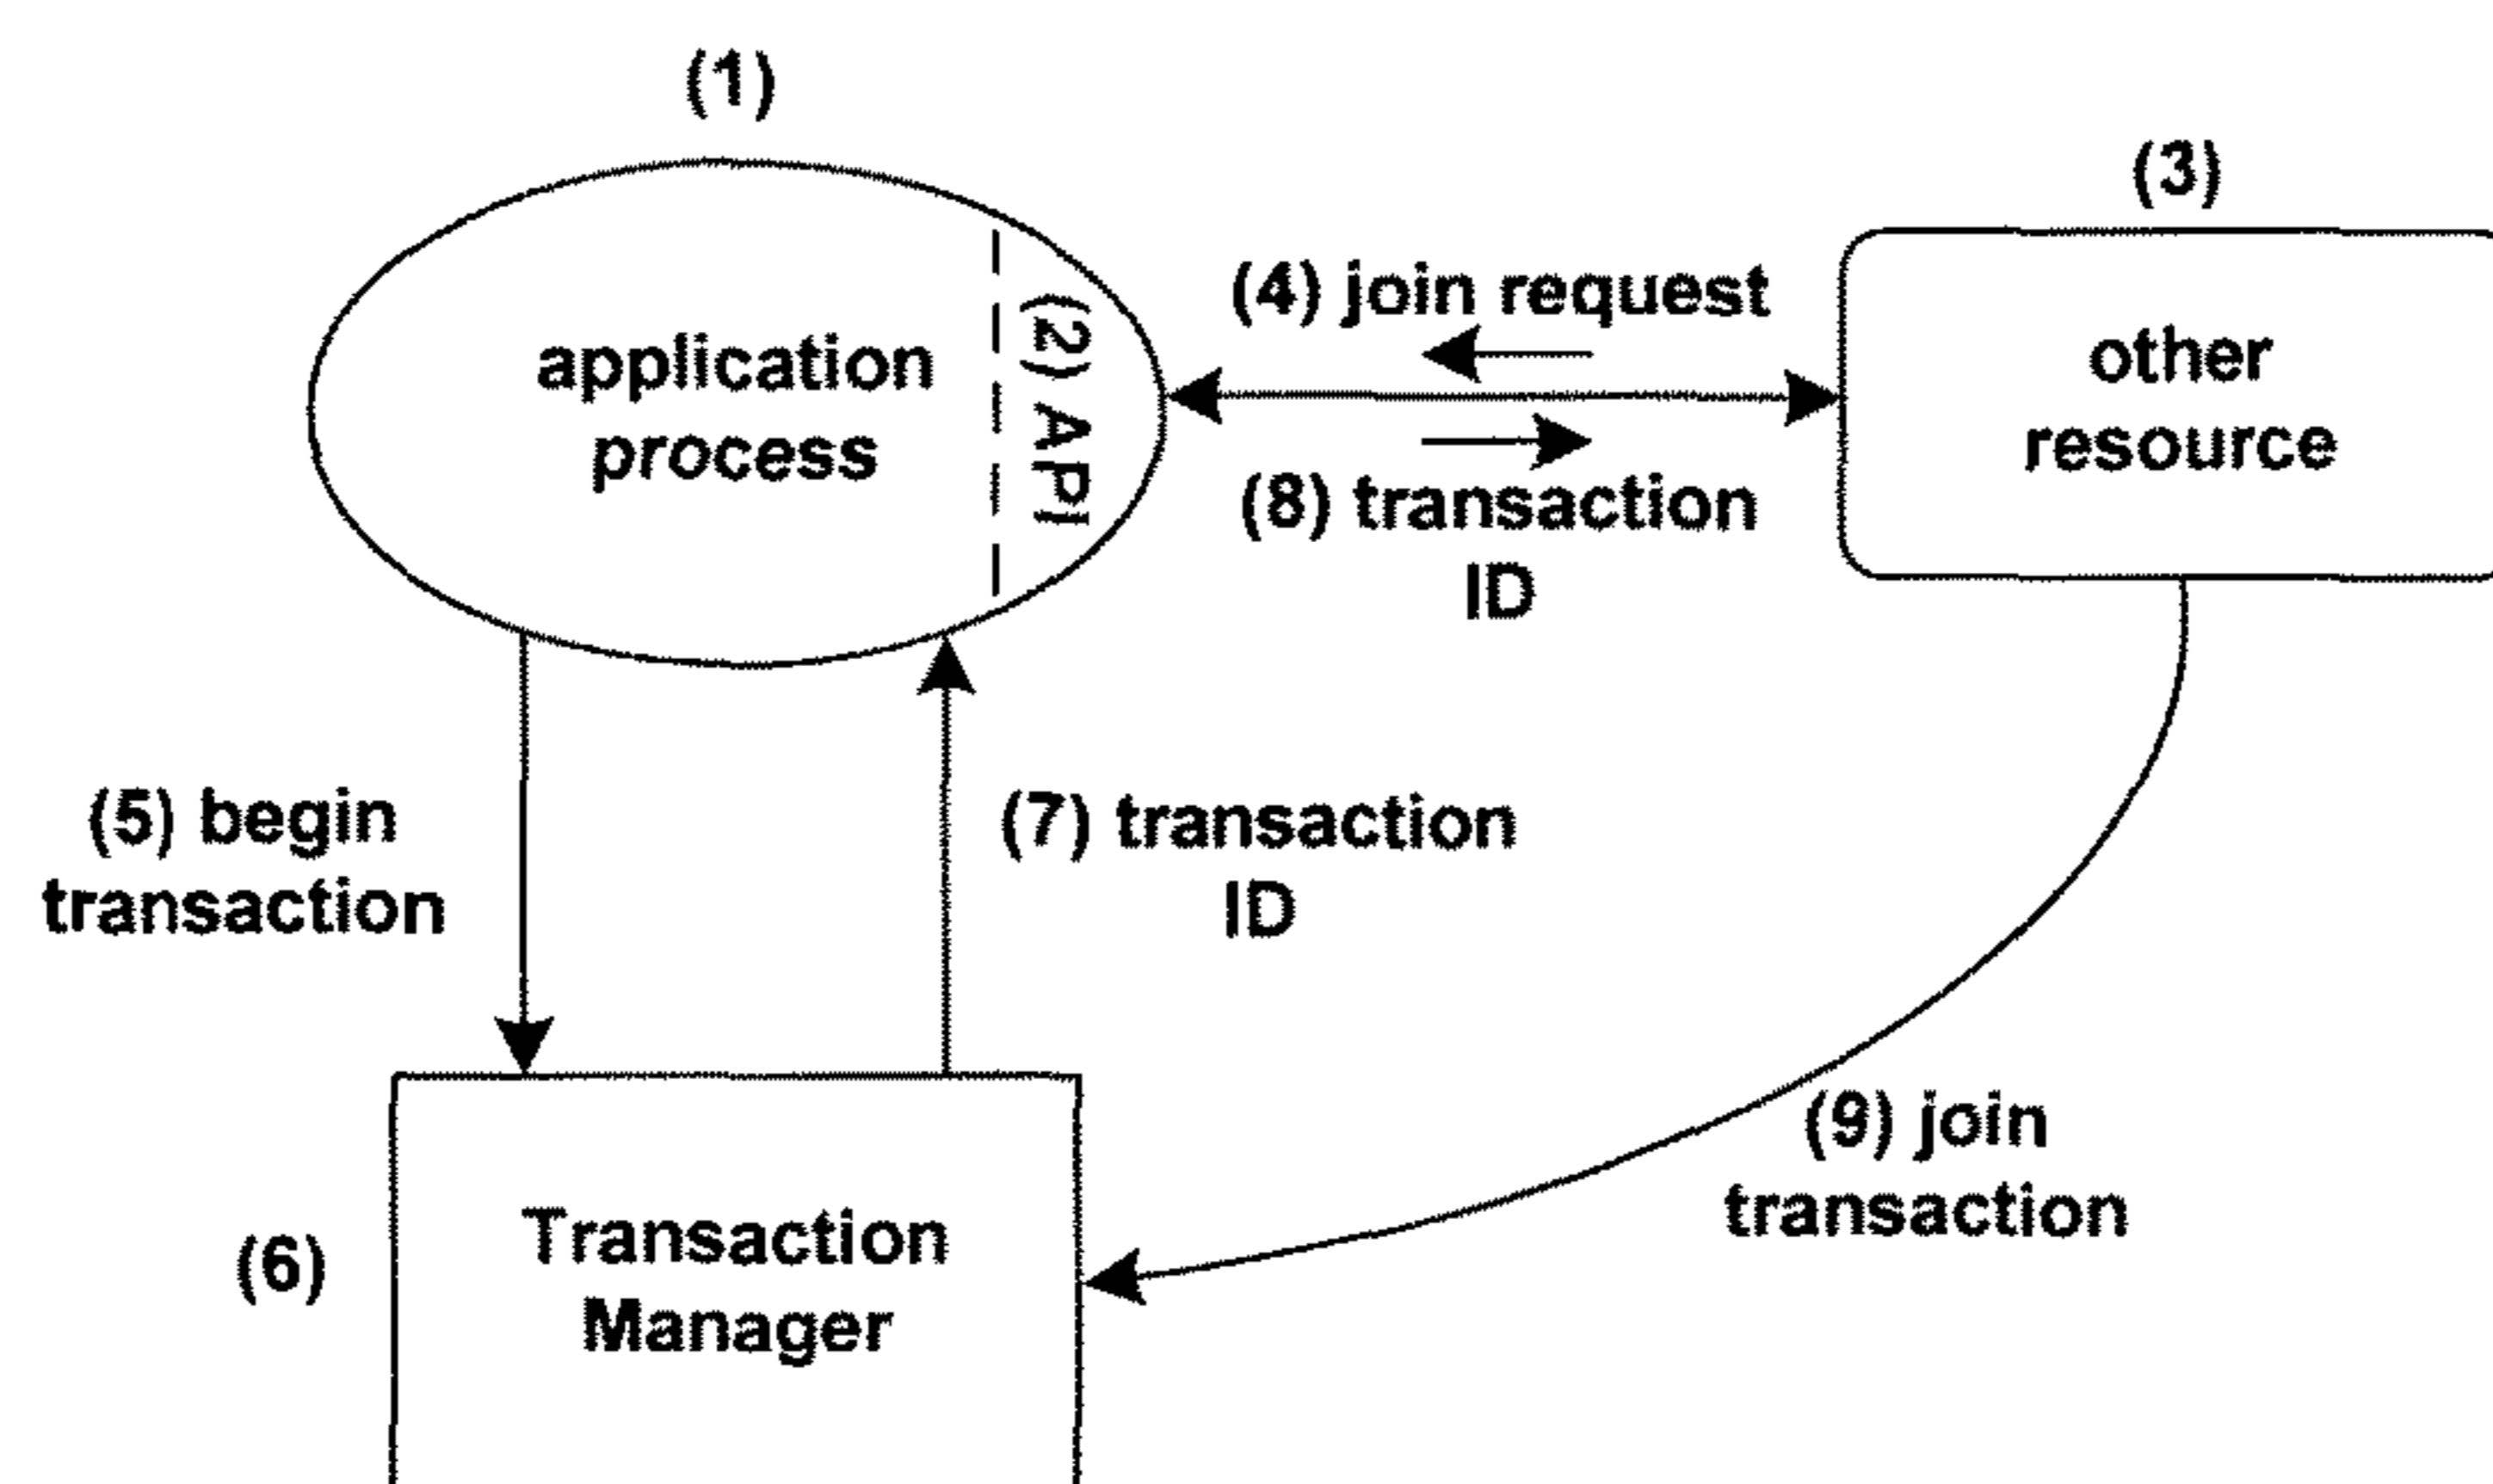 (1)
(3)
(4) join request
application
process
(2) API
other
resource
(8) transaction
ID
(5) begin
transaction
(7) transaction
ID
(9) join
transaction
(6)
Transaction
Manager